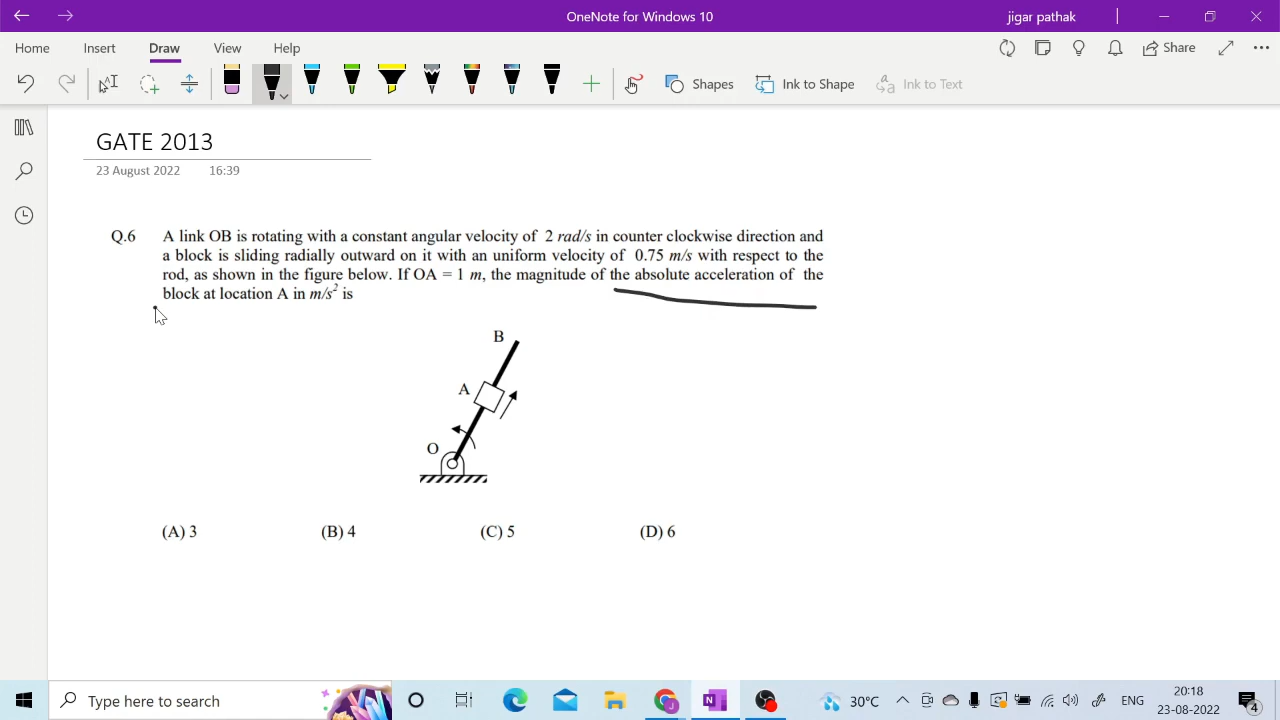 OneNote for Windows 10
jigar pathak
Home Insert Draw View Help
Share
Shapes Ink to Shape Ink to Text
GATE 2013
23 August 2022 16:39
Q.6 A link OB is rotating with a constant angular velocity of 2 rad/s in counter clockwise direction and
a block is sliding radially outward on it with an uniform velocity of 0.75 m/s with respect to the
rod, as shown in the figure below. If OA = 1 m, the magnitude of the absolute acceleration of the
block at location A in m/s² is
B
A
O
(A) 3 (B) 4 (C) 5 (D) 6
Type here to search
30°C
ENG
20:18
23-08-2022
4